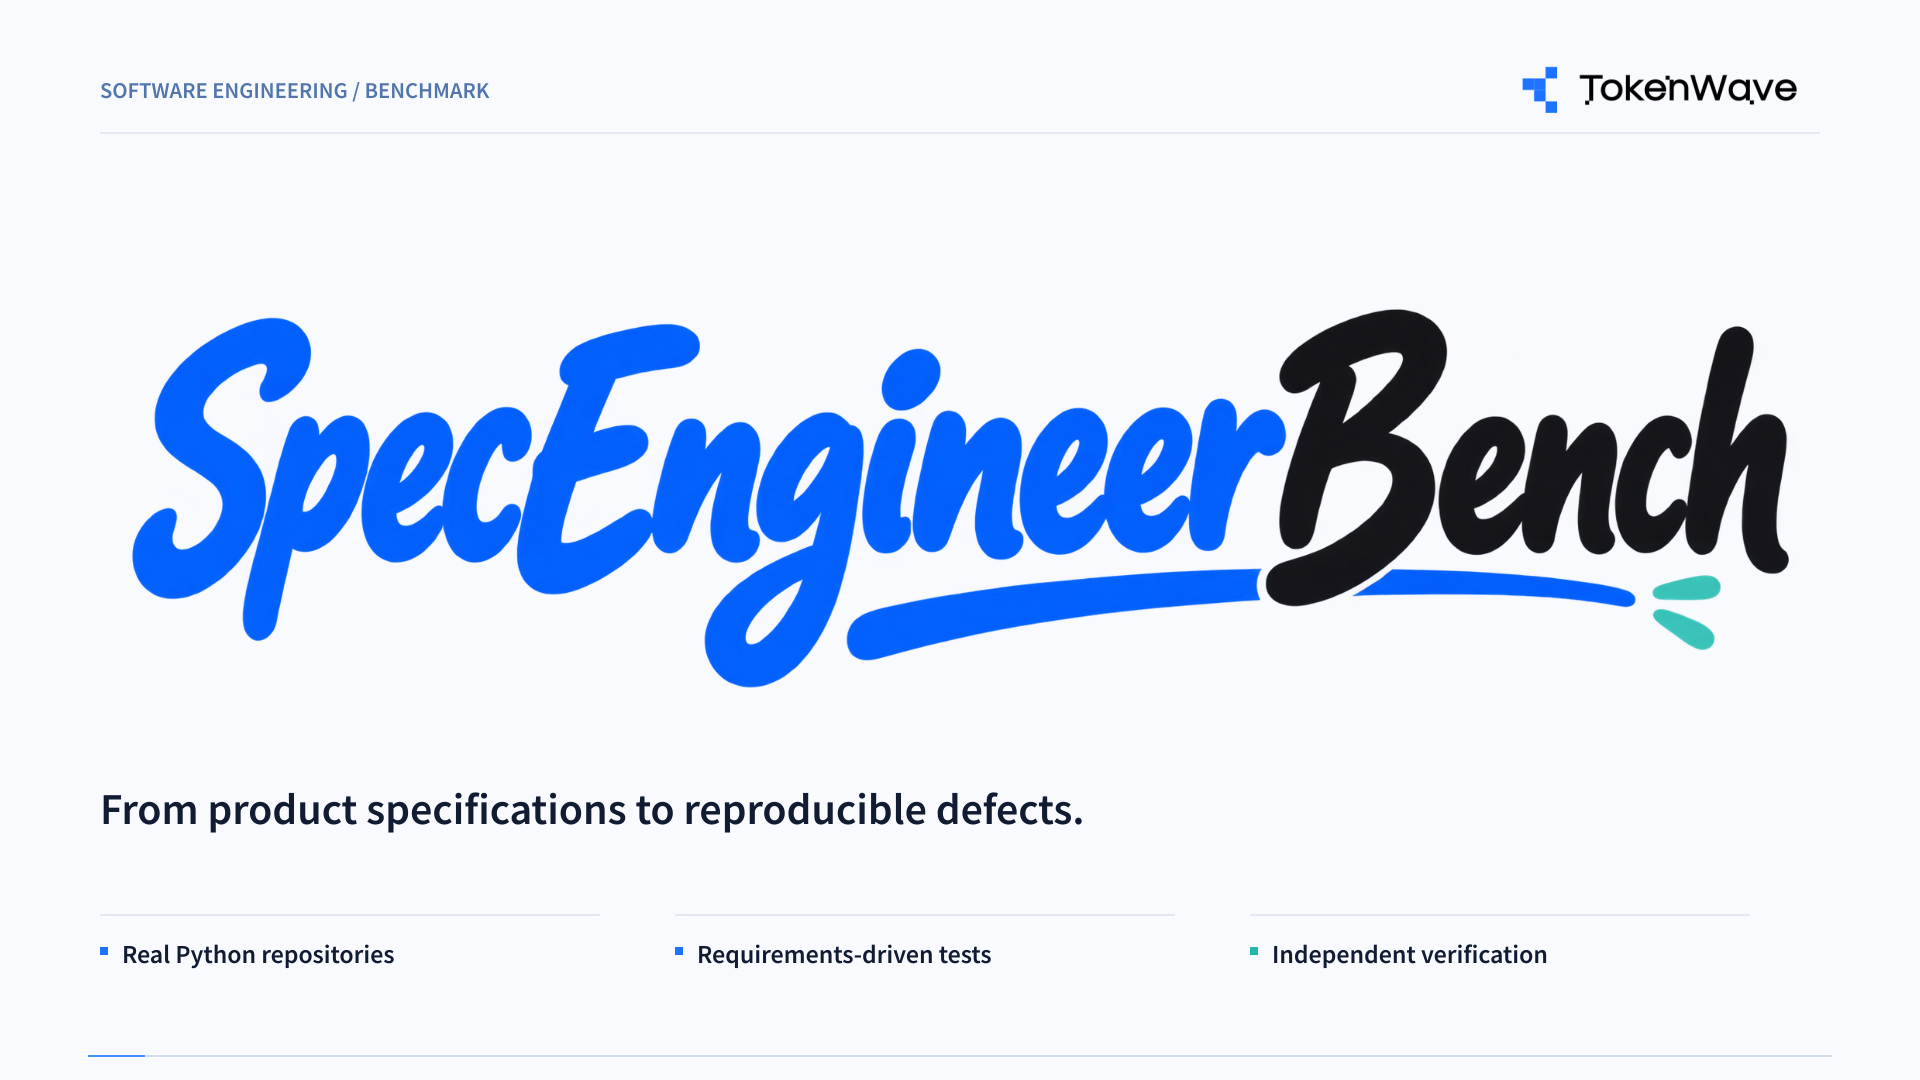 SOFTWARE ENGINEERING / BENCHMARK
TokenWave
SpecEngineerBench
From product specifications to reproducible defects.
Real Python repositories
Requirements-driven tests
Independent verification